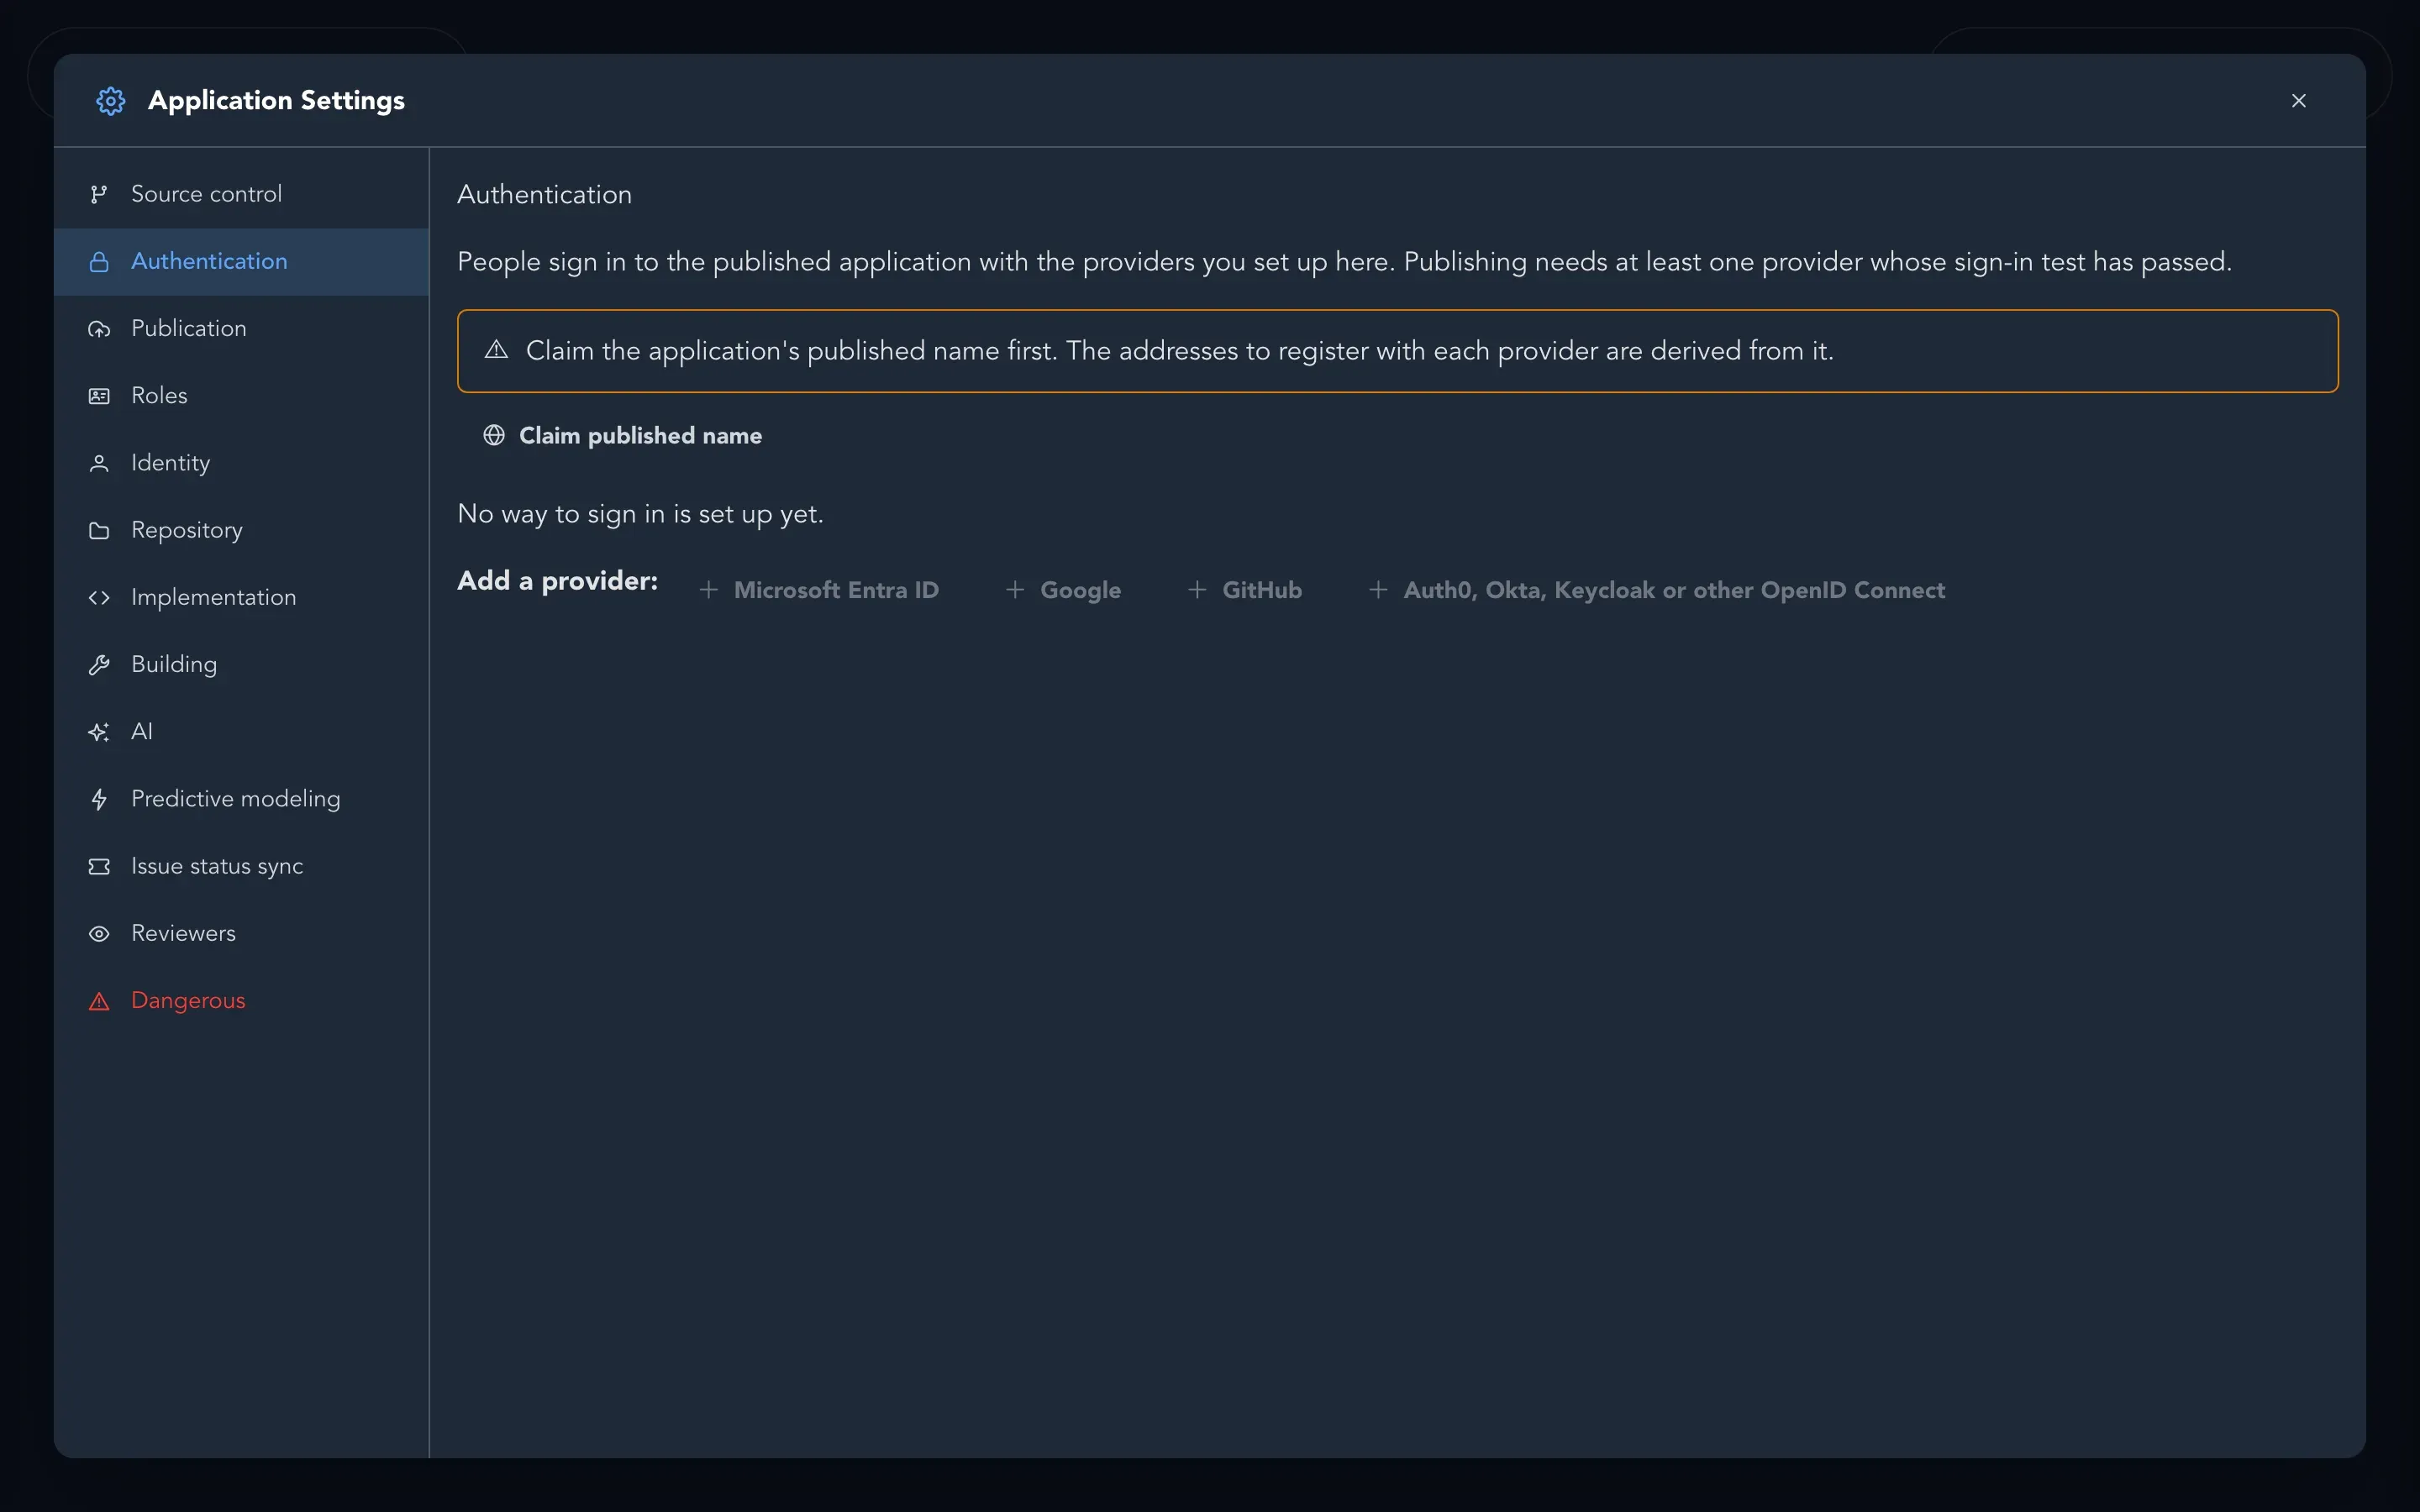 Application Settings
Source control
Authentication
Publication
Roles
Identity
Repository
Implementation
Building
AI
Predictive modeling
Issue status sync
Reviewers
Dangerous
Authentication
People sign in to the published application with the providers you set up here. Publishing needs at least one provider whose sign-in test has passed.
Claim the application's published name first. The addresses to register with each provider are derived from it.
Claim published name
No way to sign in is set up yet.
Add a provider: Microsoft Entra ID Google GitHub Auth0, Okta, Keycloak or other OpenID Connect